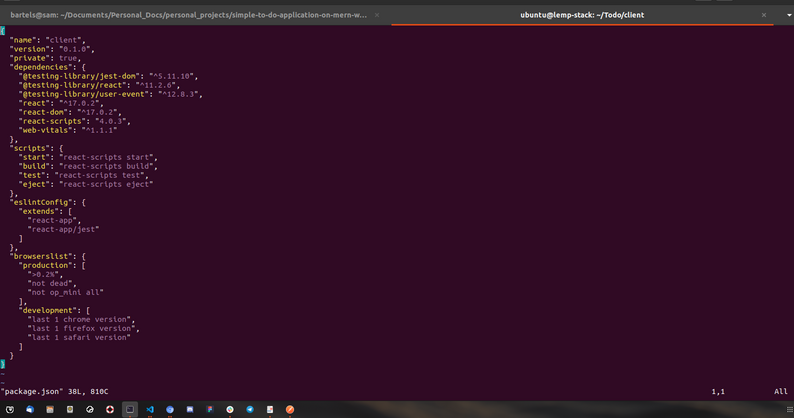 bartels@sam: ~/Documents/Personal_Docs/personal_projects/simple-to-do-application-on-mern-w...
ubuntu@lemp-stack: ~/Todo/client
{
  "name": "client",
  "version": "0.1.0",
  "private": true,
  "dependencies": {
    "@testing-library/jest-dom": "^5.11.10",
    "@testing-library/react": "^11.2.6",
    "@testing-library/user-event": "^12.8.3",
    "react": "^17.0.2",
    "react-dom": "^17.0.2",
    "react-scripts": "4.0.3",
    "web-vitals": "^1.1.1"
  },
  "scripts": {
    "start": "react-scripts start",
    "build": "react-scripts build",
    "test": "react-scripts test",
    "eject": "react-scripts eject"
  },
  "eslintConfig": {
    "extends": [
      "react-app",
      "react-app/jest"
    ]
  },
  "browserslist": {
    "production": [
      ">0.2%",
      "not dead",
      "not op_mini all"
    ],
    "development": [
      "last 1 chrome version",
      "last 1 firefox version",
      "last 1 safari version"
    ]
  }
}
~
~
"package.json" 38L, 810C 1,1 All